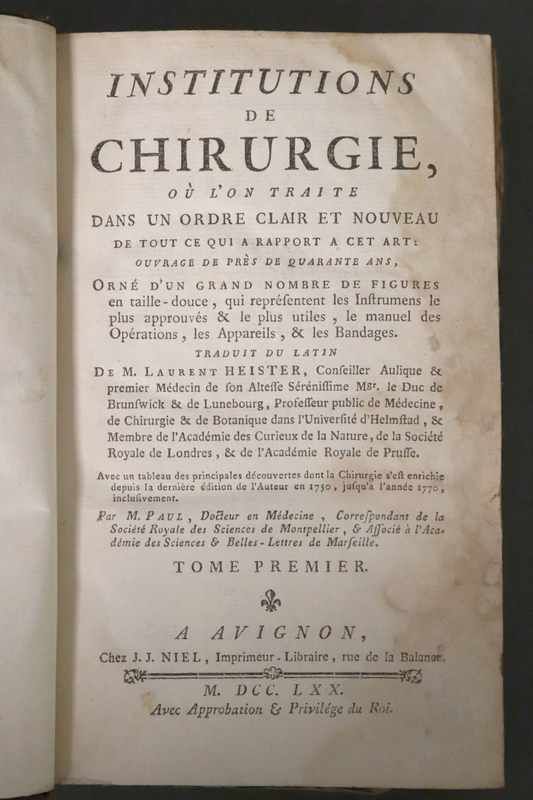 INSTITUTIONS
DE
CHIRURGIE,
OÙ L'ON TRAITE
DANS UN ORDRE CLAIR ET NOUVEAU
DE TOUT CE QUI A RAPPORT A CET ART:
OUVRAGE DE PRÈS DE QUARANTE ANS,
ORNÉ D'UN GRAND NOMBRE DE FIGURES
en taille-douce, qui repréſentent les Inſtrumens le
plus approuvés & le plus utiles, le manuel des
Opérations, les Appareils, & les Bandages.
TRADUIT DU LATIN
DE M. LAURENT HEISTER, Conſeiller Aulique &
premier Médecin de ſon Alteſſe Séréniſſime Mgr. le Duc de
Brunſwick & de Lunebourg, Profeſſeur public de Médecine,
de Chirurgie & de Botanique dans l'Univerſité d'Helmſtad, &
Membre de l'Académie des Curieux de la Nature, de la Société
Royale de Londres, & de l'Académie Royale de Pruſſe.
Avec un tableau des principales découvertes dont la Chirurgie s'eſt enrichie
depuis la dernière édition de l'Auteur en 1750, juſqu'a l'année 1770,
incluſivement.
Par M. PAUL, Docteur en Médecine, Correſpondant de la
Société Royale des Sciences de Montpellier, & Aſſocié à l'Aca-
démie des Sciences & Belles-Lettres de Marſeille.
TOME PREMIER.
A AVIGNON,
Chez J. J. NIEL, Imprimeur-Libraire, rue de la Balance.
M. DCC. LXX.
Avec Approbation & Privilége du Roi.